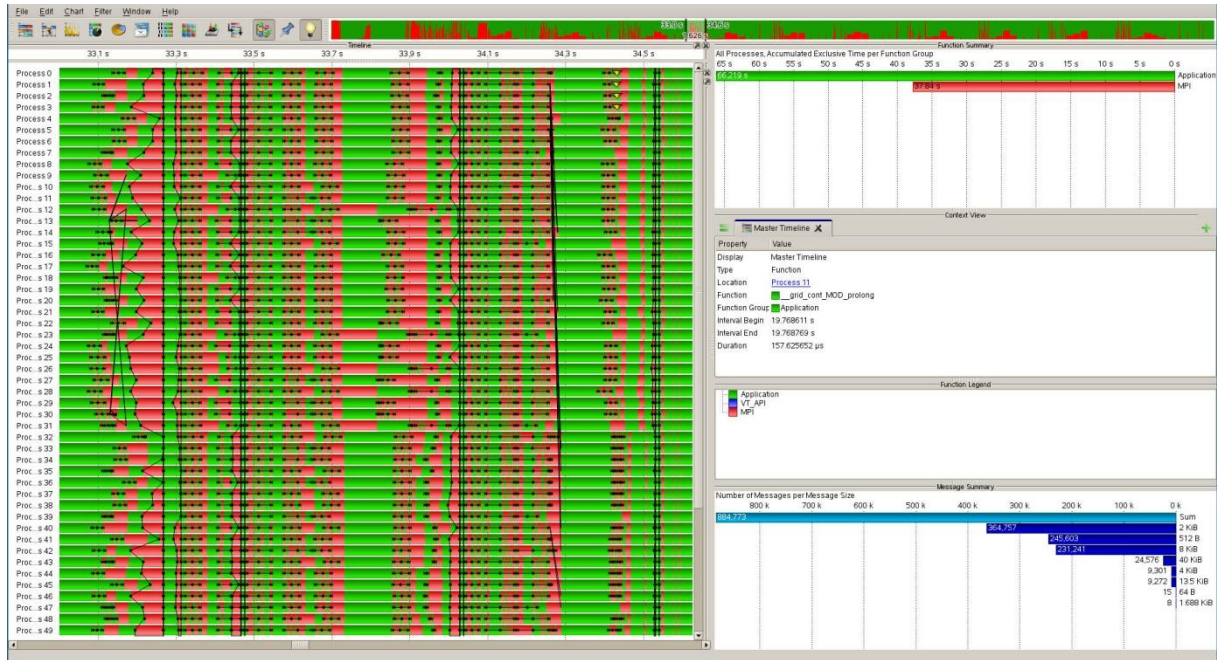 File Edit Chart Filter Window Help
33.0 s 34.6 s
1.626 s
Timeline
33.1 s 33.3 s 33.5 s 33.7 s 33.9 s 34.1 s 34.3 s 34.5 s
Process 0
Process 1
Process 2
Process 3
Process 4
Process 5
Process 6
Process 7
Process 8
Process 9
Proc...s 10
Proc...s 11
Proc...s 12
Proc...s 13
Proc...s 14
Proc...s 15
Proc...s 16
Proc...s 17
Proc...s 18
Proc...s 19
Proc...s 20
Proc...s 21
Proc...s 22
Proc...s 23
Proc...s 24
Proc...s 25
Proc...s 26
Proc...s 27
Proc...s 28
Proc...s 29
Proc...s 30
Proc...s 31
Proc...s 32
Proc...s 33
Proc...s 34
Proc...s 35
Proc...s 36
Proc...s 37
Proc...s 38
Proc...s 39
Proc...s 40
Proc...s 41
Proc...s 42
Proc...s 43
Proc...s 44
Proc...s 45
Proc...s 46
Proc...s 47
Proc...s 48
Proc...s 49
Function Summary
All Processes, Accumulated Exclusive Time per Function Group
65 s 60 s 55 s 50 s 45 s 40 s 35 s 30 s 25 s 20 s 15 s 10 s 5 s 0 s
66.219 s Application
37.84 s MPI
Context View
Master Timeline
Property Value
Display Master Timeline
Type Function
Location Process 11
Function __grid_cont_MOD_prolong
Function Group Application
Interval Begin 19.768611 s
Interval End 19.768769 s
Duration 157.625652 µs
Function Legend
Application
VT_API
MPI
Message Summary
Number of Messages per Message Size
800 k 700 k 600 k 500 k 400 k 300 k 200 k 100 k 0 k
884,773 Sum
364,757 2 KiB
245,603 512 B
231,241 8 KiB
24,576 40 KiB
9,301 4 KiB
9,272 13.5 KiB
15 64 B
8 1.688 KiB